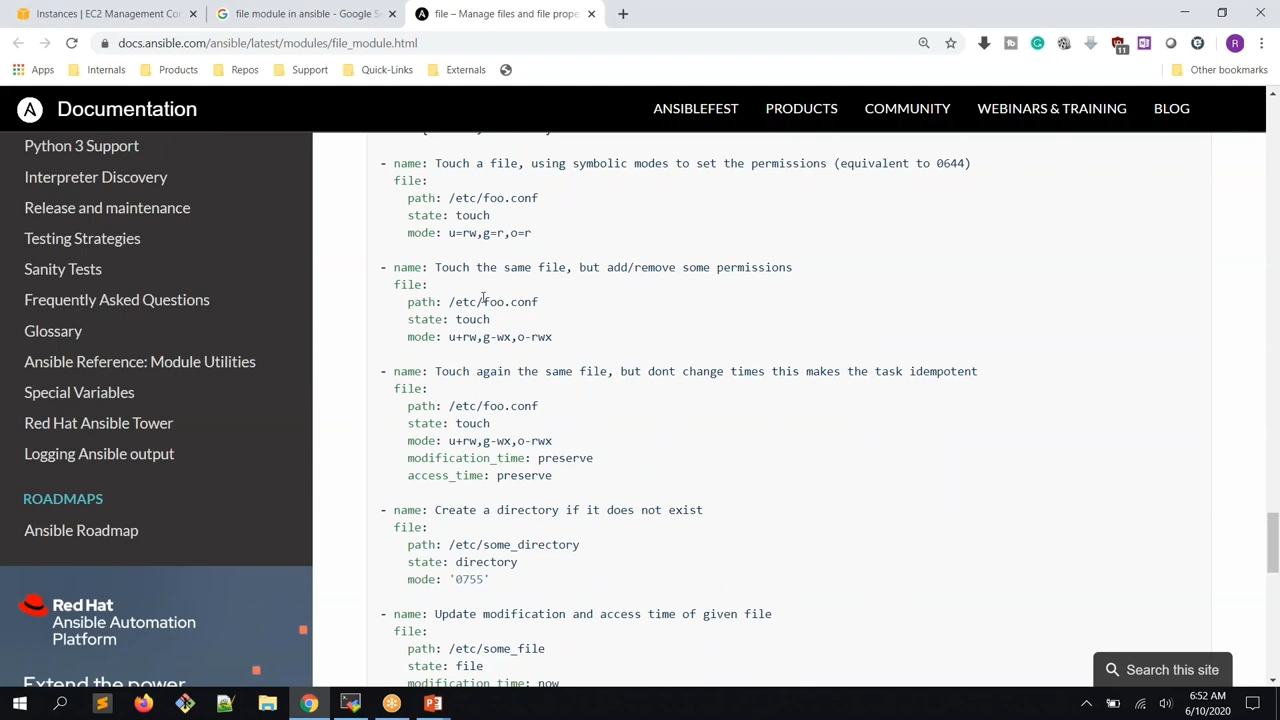 Instances | EC2 Management Con
file module in ansible - Google Se
file – Manage files and file prope
docs.ansible.com/ansible/latest/modules/file_module.html
11
R
Apps
Internals
Products
Repos
Support
Quick-Links
Externals
Other bookmarks
A
Documentation
ANSIBLEFEST
PRODUCTS
COMMUNITY
WEBINARS & TRAINING
BLOG
Python 3 Support
Interpreter Discovery
Release and maintenance
Testing Strategies
Sanity Tests
Frequently Asked Questions
Glossary
Ansible Reference: Module Utilities
Special Variables
Red Hat Ansible Tower
Logging Ansible output
ROADMAPS
Ansible Roadmap
Red Hat
Ansible Automation
Platform
Extend the power
- name: Touch a file, using symbolic modes to set the permissions (equivalent to 0644)
file:
path: /etc/foo.conf
state: touch
mode: u=rw,g=r,o=r
- name: Touch the same file, but add/remove some permissions
file:
path: /etc/foo.conf
state: touch
mode: u+rw,g-wx,o-rwx
- name: Touch again the same file, but dont change times this makes the task idempotent
file:
path: /etc/foo.conf
state: touch
mode: u+rw,g-wx,o-rwx
modification_time: preserve
access_time: preserve
- name: Create a directory if it does not exist
file:
path: /etc/some_directory
state: directory
mode: '0755'
- name: Update modification and access time of given file
file:
path: /etc/some_file
state: file
modification_time: now
Search this site
6:52 AM
6/10/2020